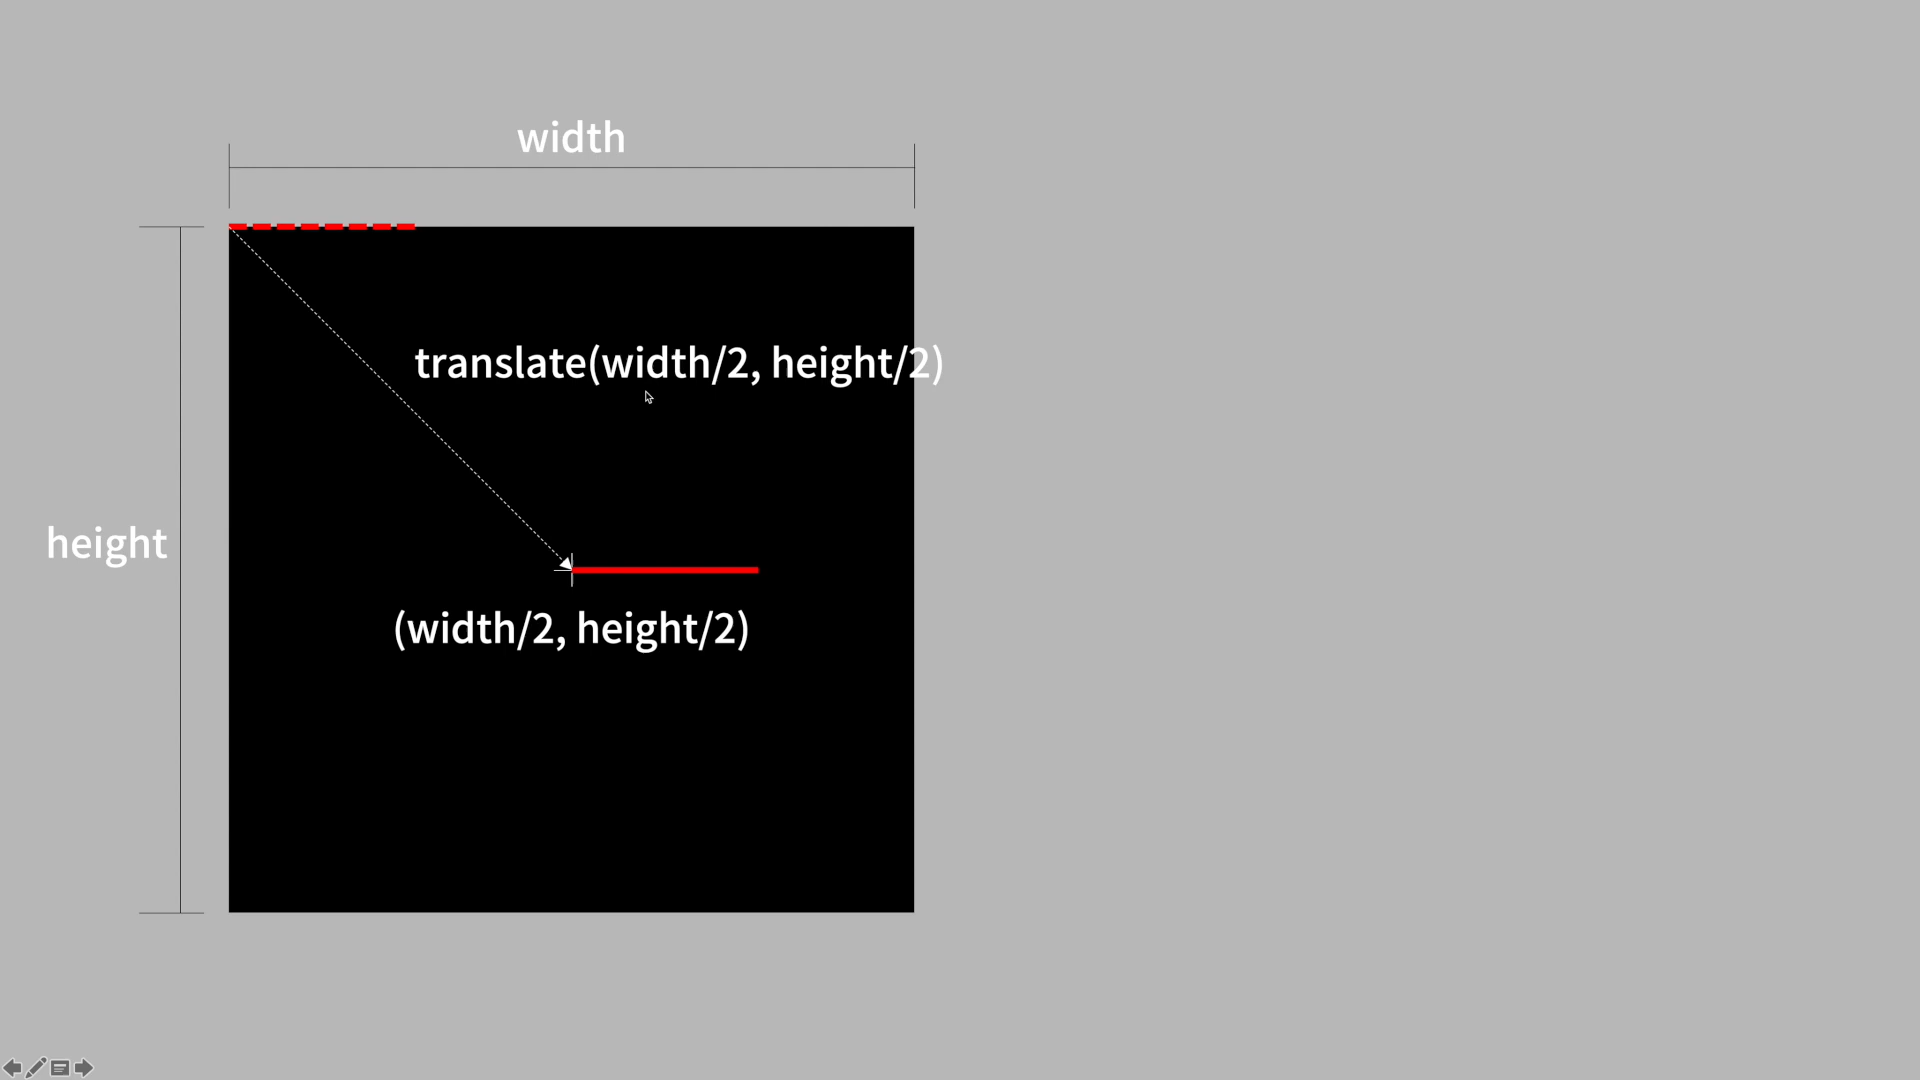 width
translate(width/2, height/2)
height
(width/2, height/2)